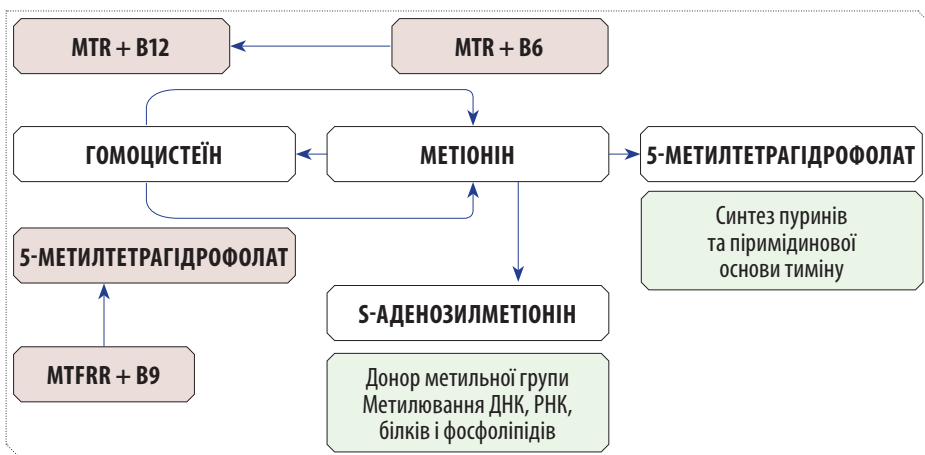 MTR + B12
MTR + B6
ГОМОЦИСТЕЇН
МЕТІОНІН
5-МЕТИЛТЕТРАГІДРОФОЛАТ
Синтез пуринів
та піримідинової
основи тиміну
5-МЕТИЛТЕТРАГІДРОФОЛАТ
S-АДЕНОЗИЛМЕТІОНІН
MTFRR + B9
Донор метильної групи
Метилювання ДНК, РНК,
білків і фосфоліпідів